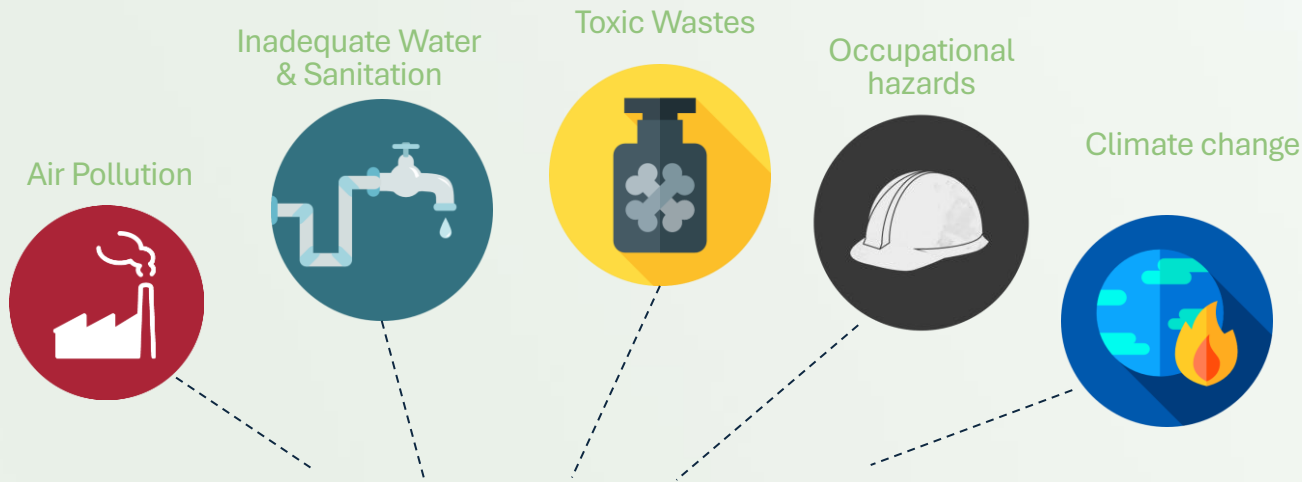 Air Pollution
Inadequate Water
& Sanitation
Toxic Wastes
Occupational
hazards
Climate change